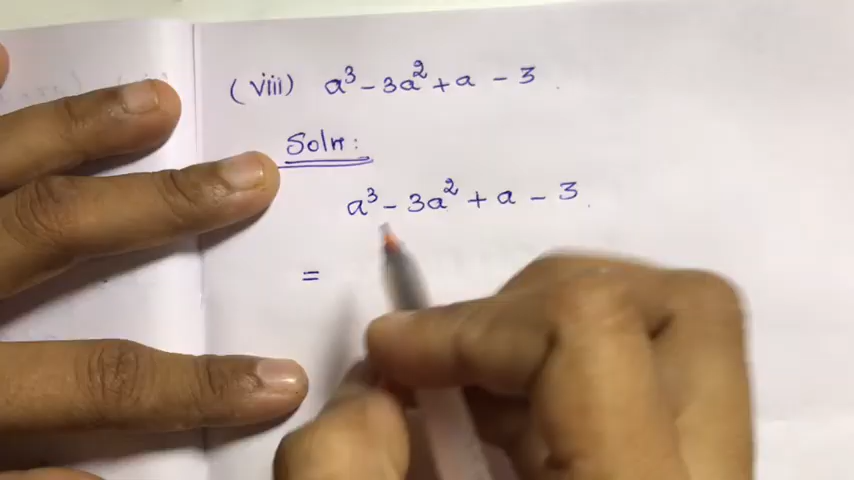 (viii) a³ - 3a² + a - 3
Soln:
a³ - 3a² + a - 3
=